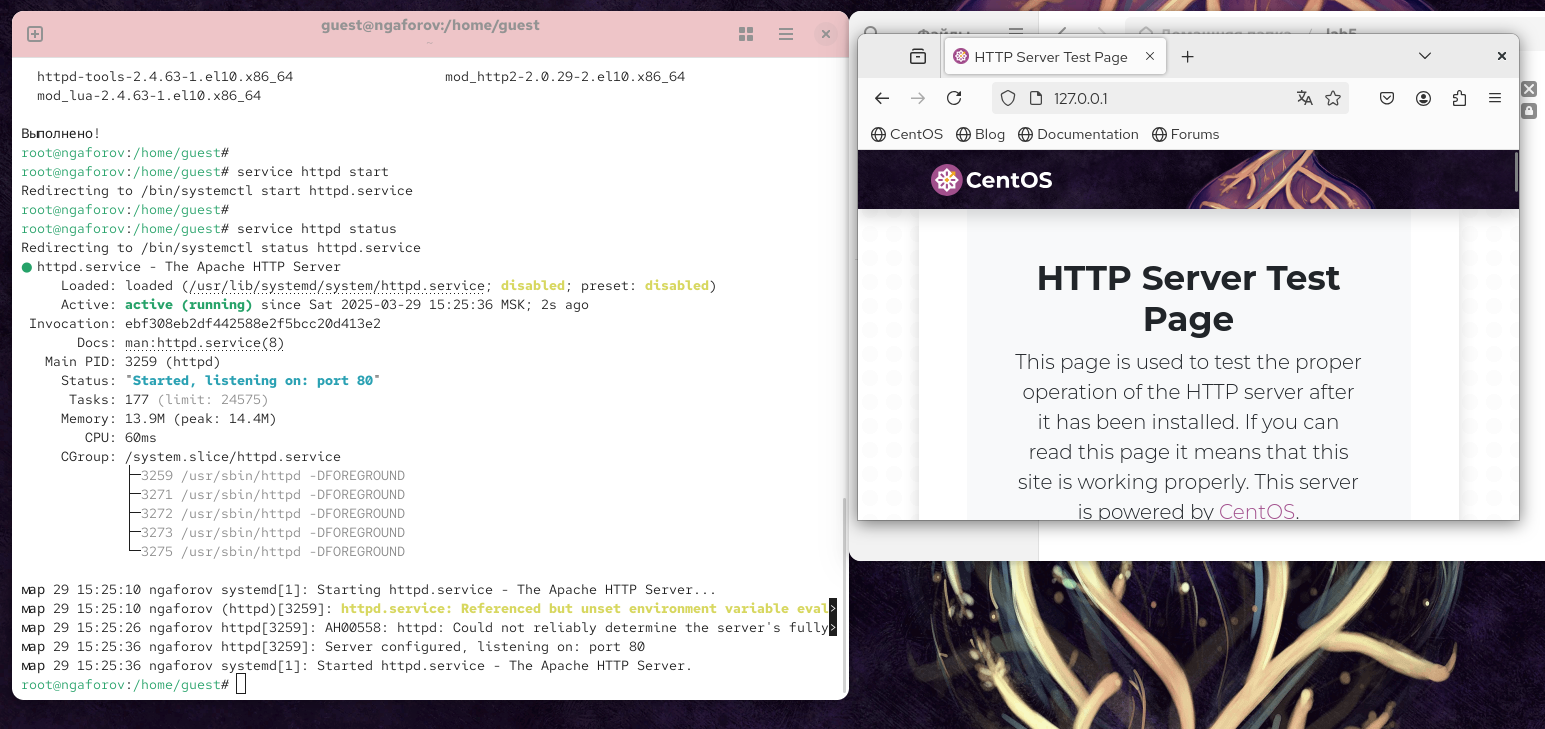 guest@ngaforov:/home/guest
~
httpd-tools-2.4.63-1.el10.x86_64 mod_http2-2.0.29-2.el10.x86_64
mod_lua-2.4.63-1.el10.x86_64
Выполнено!
root@ngaforov:/home/guest#
root@ngaforov:/home/guest# service httpd start
Redirecting to /bin/systemctl start httpd.service
root@ngaforov:/home/guest#
root@ngaforov:/home/guest# service httpd status
Redirecting to /bin/systemctl status httpd.service
● httpd.service - The Apache HTTP Server
Loaded: loaded (/usr/lib/systemd/system/httpd.service; disabled; preset: disabled)
Active: active (running) since Sat 2025-03-29 15:25:36 MSK; 2s ago
Invocation: ebf308eb2df442588e2f5bcc20d413e2
Docs: man:httpd.service(8)
Main PID: 3259 (httpd)
Status: "Started, listening on: port 80"
Tasks: 177 (limit: 24575)
Memory: 13.9M (peak: 14.4M)
CPU: 60ms
CGroup: /system.slice/httpd.service
├─3259 /usr/sbin/httpd -DFOREGROUND
├─3271 /usr/sbin/httpd -DFOREGROUND
├─3272 /usr/sbin/httpd -DFOREGROUND
├─3273 /usr/sbin/httpd -DFOREGROUND
└─3275 /usr/sbin/httpd -DFOREGROUND
мар 29 15:25:10 ngaforov systemd[1]: Starting httpd.service - The Apache HTTP Server...
мар 29 15:25:10 ngaforov (httpd)[3259]: httpd.service: Referenced but unset environment variable eval>
мар 29 15:25:26 ngaforov httpd[3259]: AH00558: httpd: Could not reliably determine the server's fully>
мар 29 15:25:36 ngaforov httpd[3259]: Server configured, listening on: port 80
мар 29 15:25:36 ngaforov systemd[1]: Started httpd.service - The Apache HTTP Server.
root@ngaforov:/home/guest#
HTTP Server Test Page
127.0.0.1
CentOS Blog Documentation Forums
CentOS
HTTP Server Test
Page
This page is used to test the proper
operation of the HTTP server after
it has been installed. If you can
read this page it means that this
site is working properly. This server
is powered by CentOS.